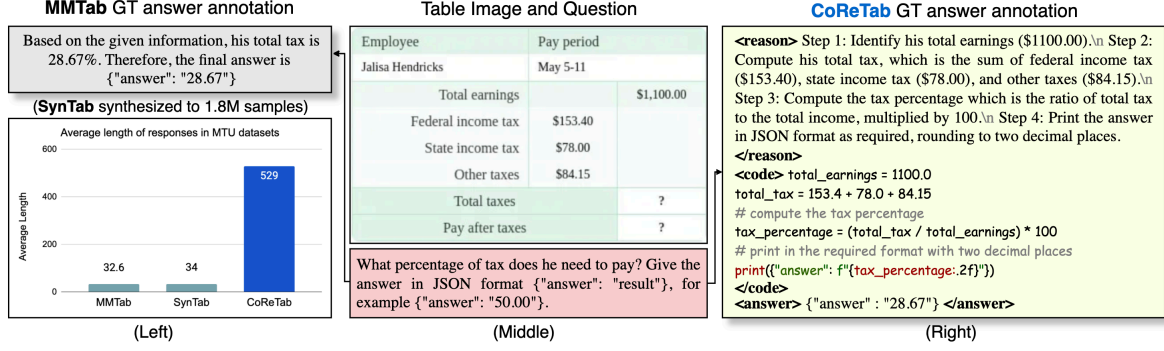 MMTab GT answer annotation
Based on the given information, his total tax is
28.67%. Therefore, the final answer is
{"answer": "28.67"}
(SynTab synthesized to 1.8M samples)
Average length of responses in MTU datasets
Average Length
600
400
200
0
32.6
34
529
MMTab
SynTab
CoReTab
(Left)
Table Image and Question
Employee Pay period
Jalisa Hendricks May 5-11
Total earnings $1,100.00
Federal income tax $153.40
State income tax $78.00
Other taxes $84.15
Total taxes ?
Pay after taxes ?
What percentage of tax does he need to pay? Give the
answer in JSON format {"answer": "result"}, for
example {"answer": "50.00"}.
(Middle)
CoReTab GT answer annotation
<reason> Step 1: Identify his total earnings ($1100.00).\n Step 2:
Compute his total tax, which is the sum of federal income tax
($153.40), state income tax ($78.00), and other taxes ($84.15).\n
Step 3: Compute the tax percentage which is the ratio of total tax
to the total income, multiplied by 100.\n Step 4: Print the answer
in JSON format as required, rounding to two decimal places.
</reason>
<code> total_earnings = 1100.0
total_tax = 153.4 + 78.0 + 84.15
# compute the tax percentage
tax_percentage = (total_tax / total_earnings) * 100
# print in the required format with two decimal places
print({"answer": f"{tax_percentage:.2f}"})
</code>
<answer> {"answer" : "28.67"} </answer>
(Right)